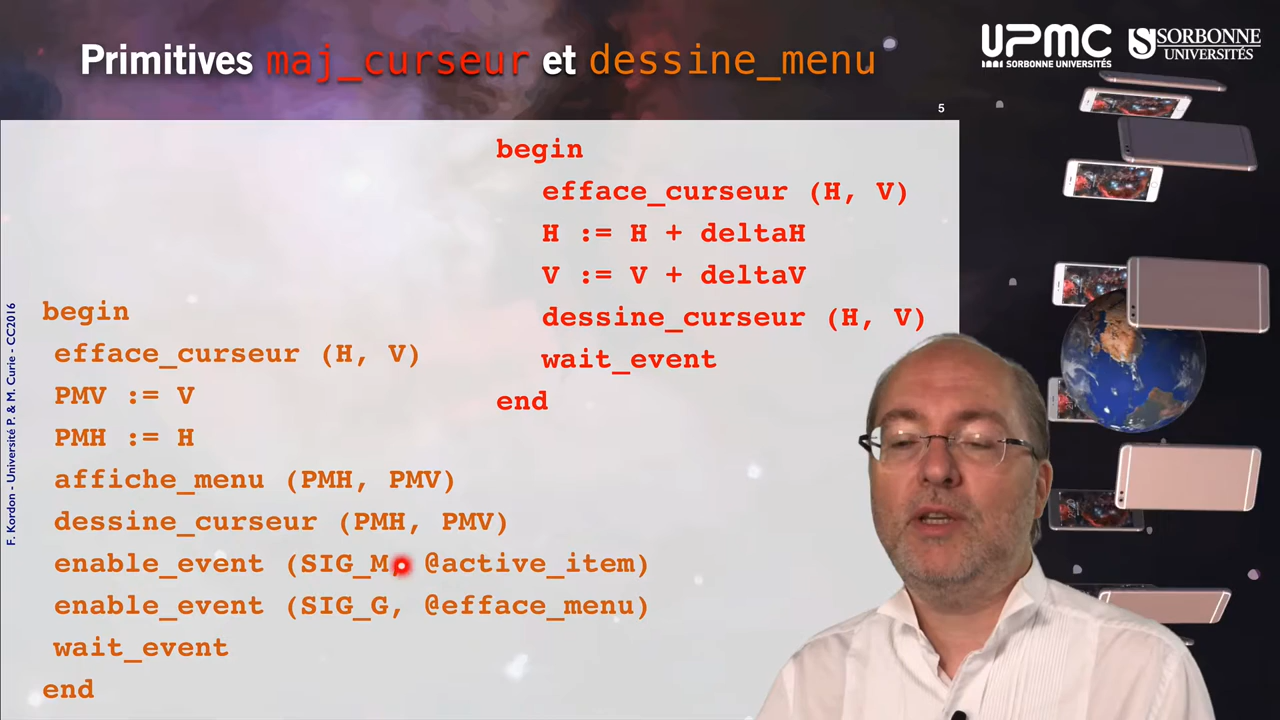 Primitives maj_curseur et dessine_menu
UPMC
SORBONNE UNIVERSITÉS
SORBONNE
UNIVERSITÉS
5
begin
efface_curseur (H, V)
H := H + deltaH
V := V + deltaV
dessine_curseur (H, V)
wait_event
end
begin
efface_curseur (H, V)
PMV := V
PMH := H
affiche_menu (PMH, PMV)
dessine_curseur (PMH, PMV)
enable_event (SIG_M, @active_item)
enable_event (SIG_G, @efface_menu)
wait_event
end
F. Kordon - Université P. & M. Curie - CC2016